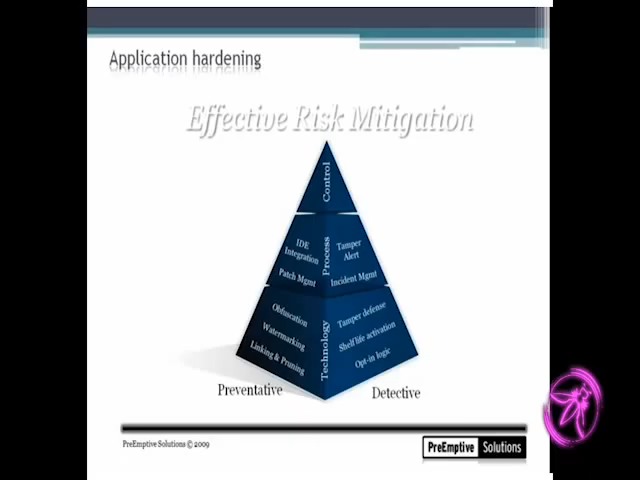 Application hardening
Effective Risk Mitigation
Control
Process
IDE
Integration
Patch Mgmt
Tamper
Alert
Incident Mgmt
Technology
Obfuscation
Watermarking
Linking & Pruning
Tamper defense
Shelf life activation
Opt-in logic
Preventative
Detective
PreEmptive Solutions © 2009
PreEmptive Solutions